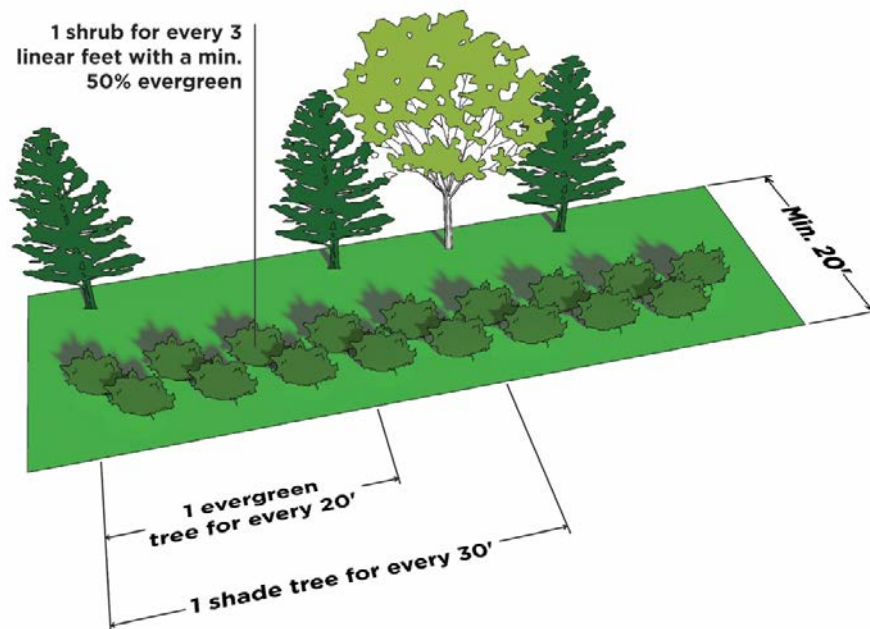 1 shrub for every 3
linear feet with a min.
50% evergreen
Min. 20'
1 evergreen
tree for every 20'
1 shade tree for every 30'